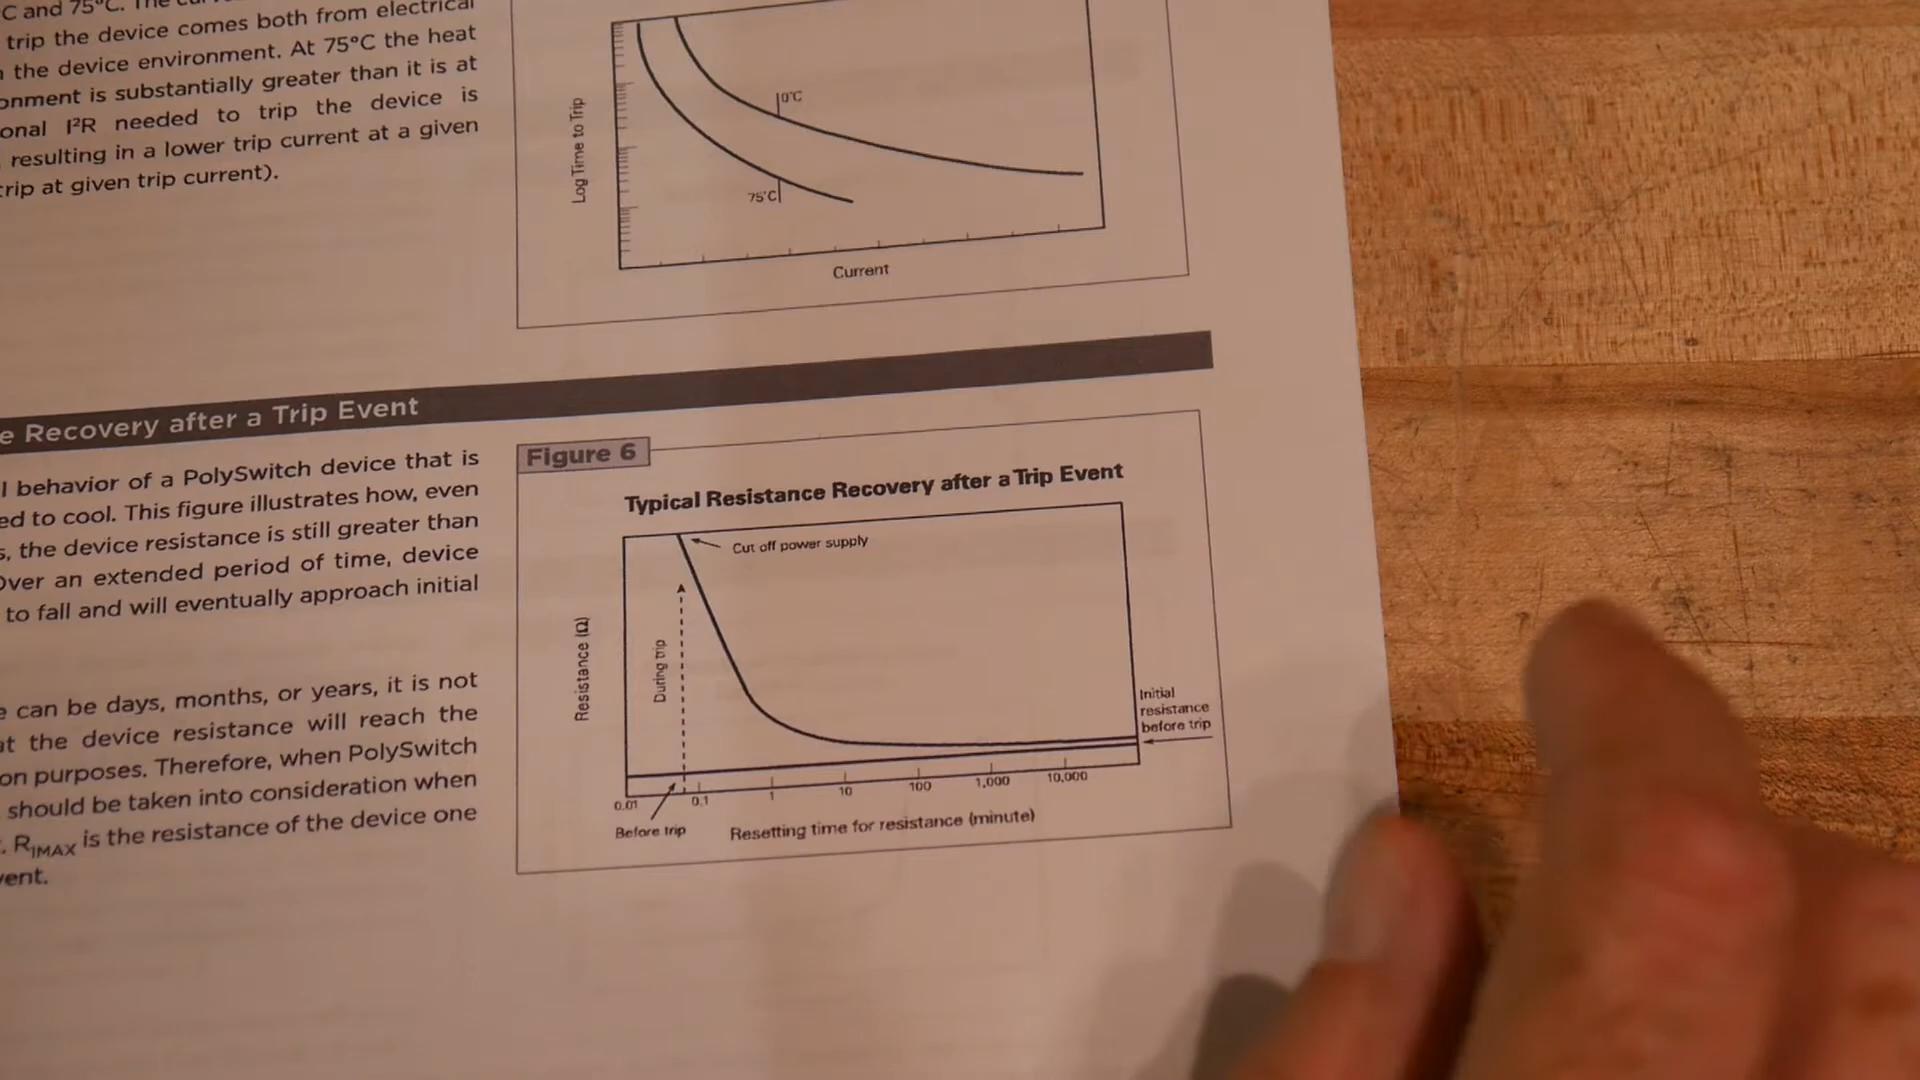 C and 75°C. The
trip the device comes both from electrical
the device environment. At 75°C the heat
onment is substantially greater than it is at
onal I²R needed to trip the device is
resulting in a lower trip current at a given
trip at given trip current).
Log Time to Trip
0°C
75°C
Current
e Recovery after a Trip Event
l behavior of a PolySwitch device that is
ed to cool. This figure illustrates how, even
s, the device resistance is still greater than
Over an extended period of time, device
to fall and will eventually approach initial
e can be days, months, or years, it is not
at the device resistance will reach the
on purposes. Therefore, when PolySwitch
should be taken into consideration when
. R1MAX is the resistance of the device one
vent.
Figure 6
Typical Resistance Recovery after a Trip Event
Cut off power supply
Resistance (Ω)
During trip
Initial
resistance
before trip
0.01 0.1 1 10 100 1,000 10,000
Before trip
Resetting time for resistance (minute)